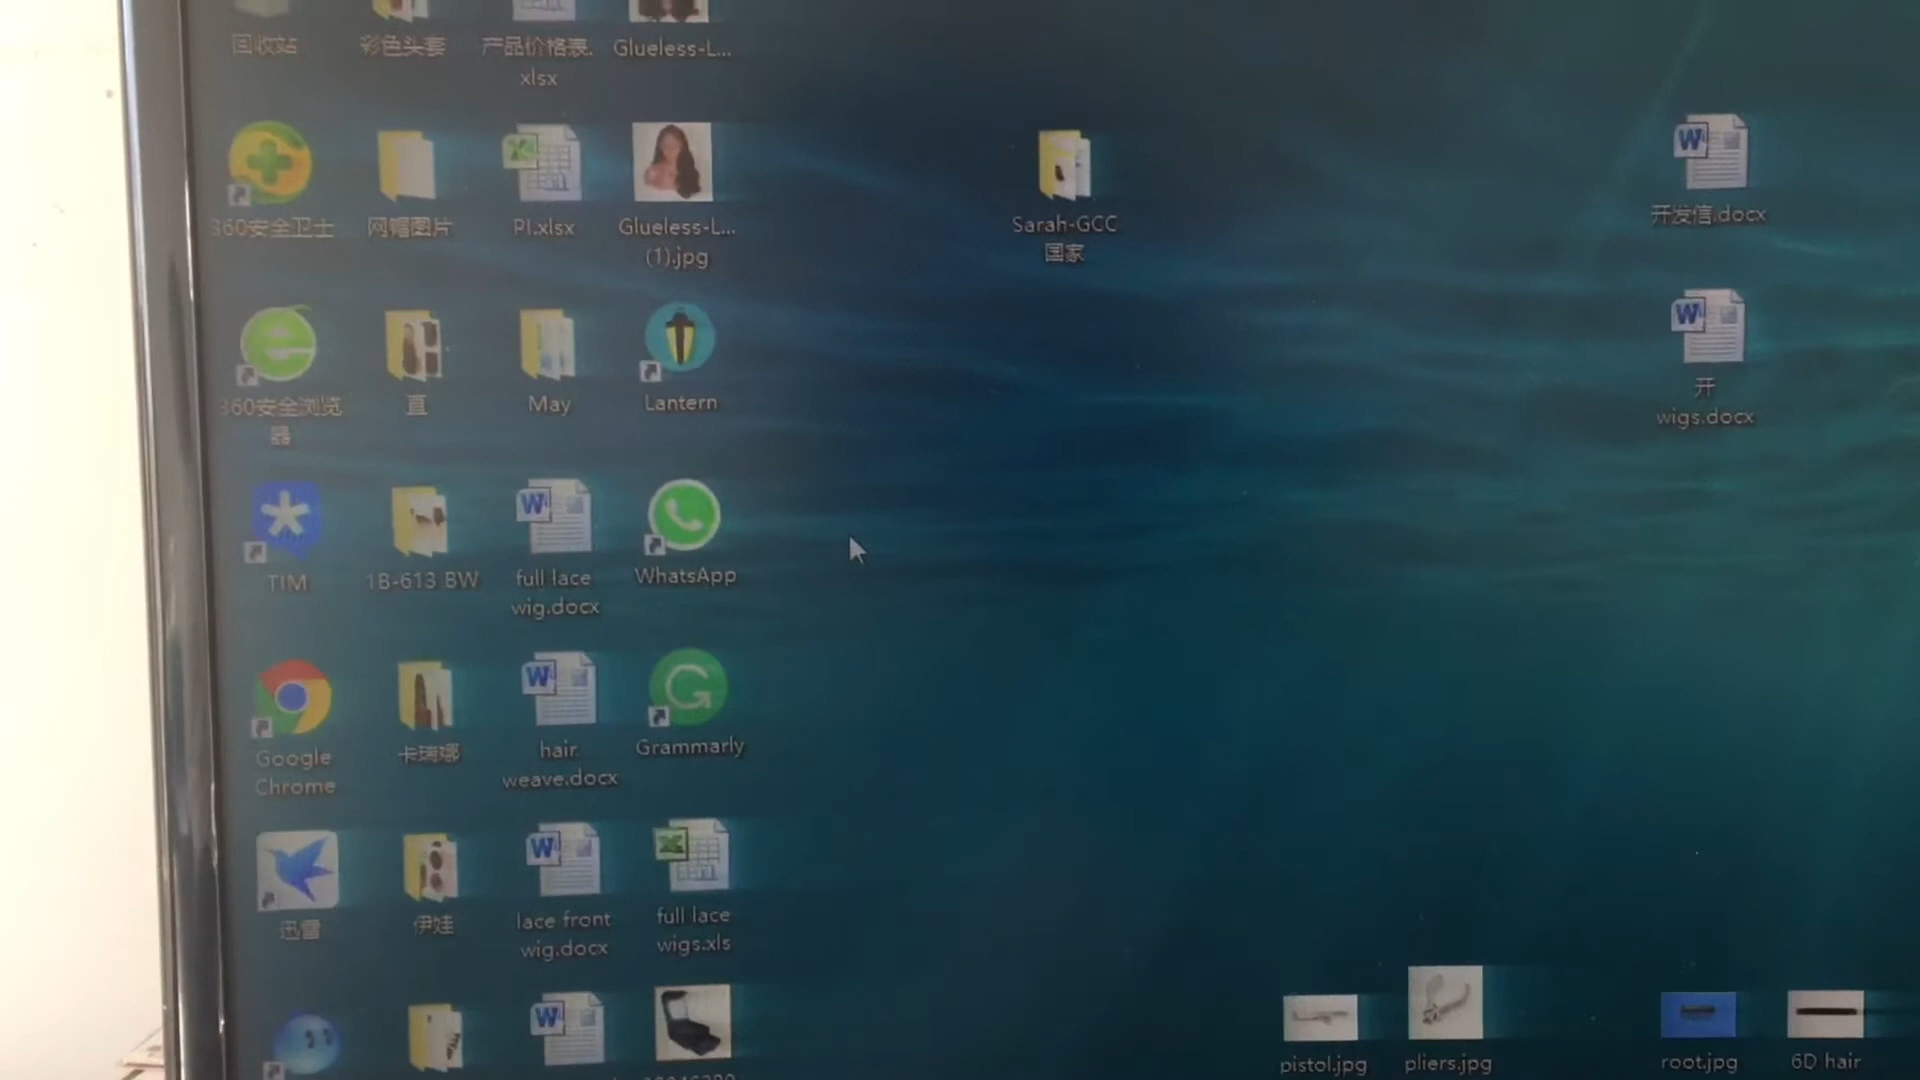 回收站
彩色头套
产品价格表.
xlsx
Glueless-L...
360安全卫士
网帽图片
PI.xlsx
Glueless-L...
(1).jpg
Sarah-GCC
国家
开发信.docx
360安全浏览
器
直
May
Lantern
开
wigs.docx
TIM
1B-613 BW
full lace
wig.docx
WhatsApp
Google
Chrome
卡瑞娜
hair
weave.docx
Grammarly
迅雷
伊娃
lace front
wig.docx
full lace
wigs.xls
pistol.jpg
pliers.jpg
root.jpg
6D hair